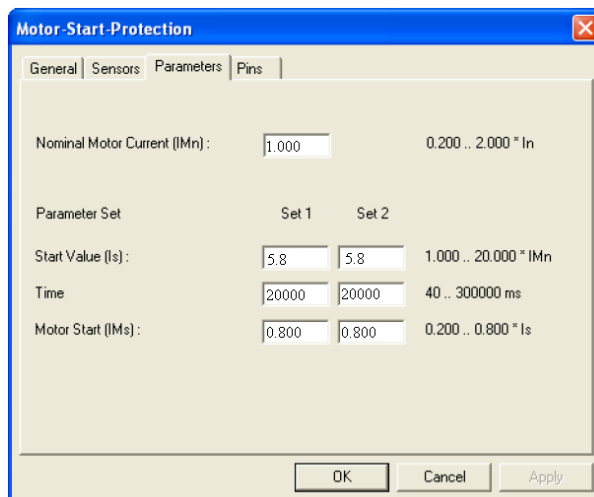 Motor-Start-Protection
General Sensors Parameters Pins
Nominal Motor Current (IMn) : 1.000 0.200 .. 2.000 * In
Parameter Set Set 1 Set 2
Start Value (Is) : 5.8 5.8 1.000 .. 20.000 * IMn
Time 20000 20000 40 .. 300000 ms
Motor Start (IMs) : 0.800 0.800 0.200 .. 0.800 * Is
OK Cancel Apply